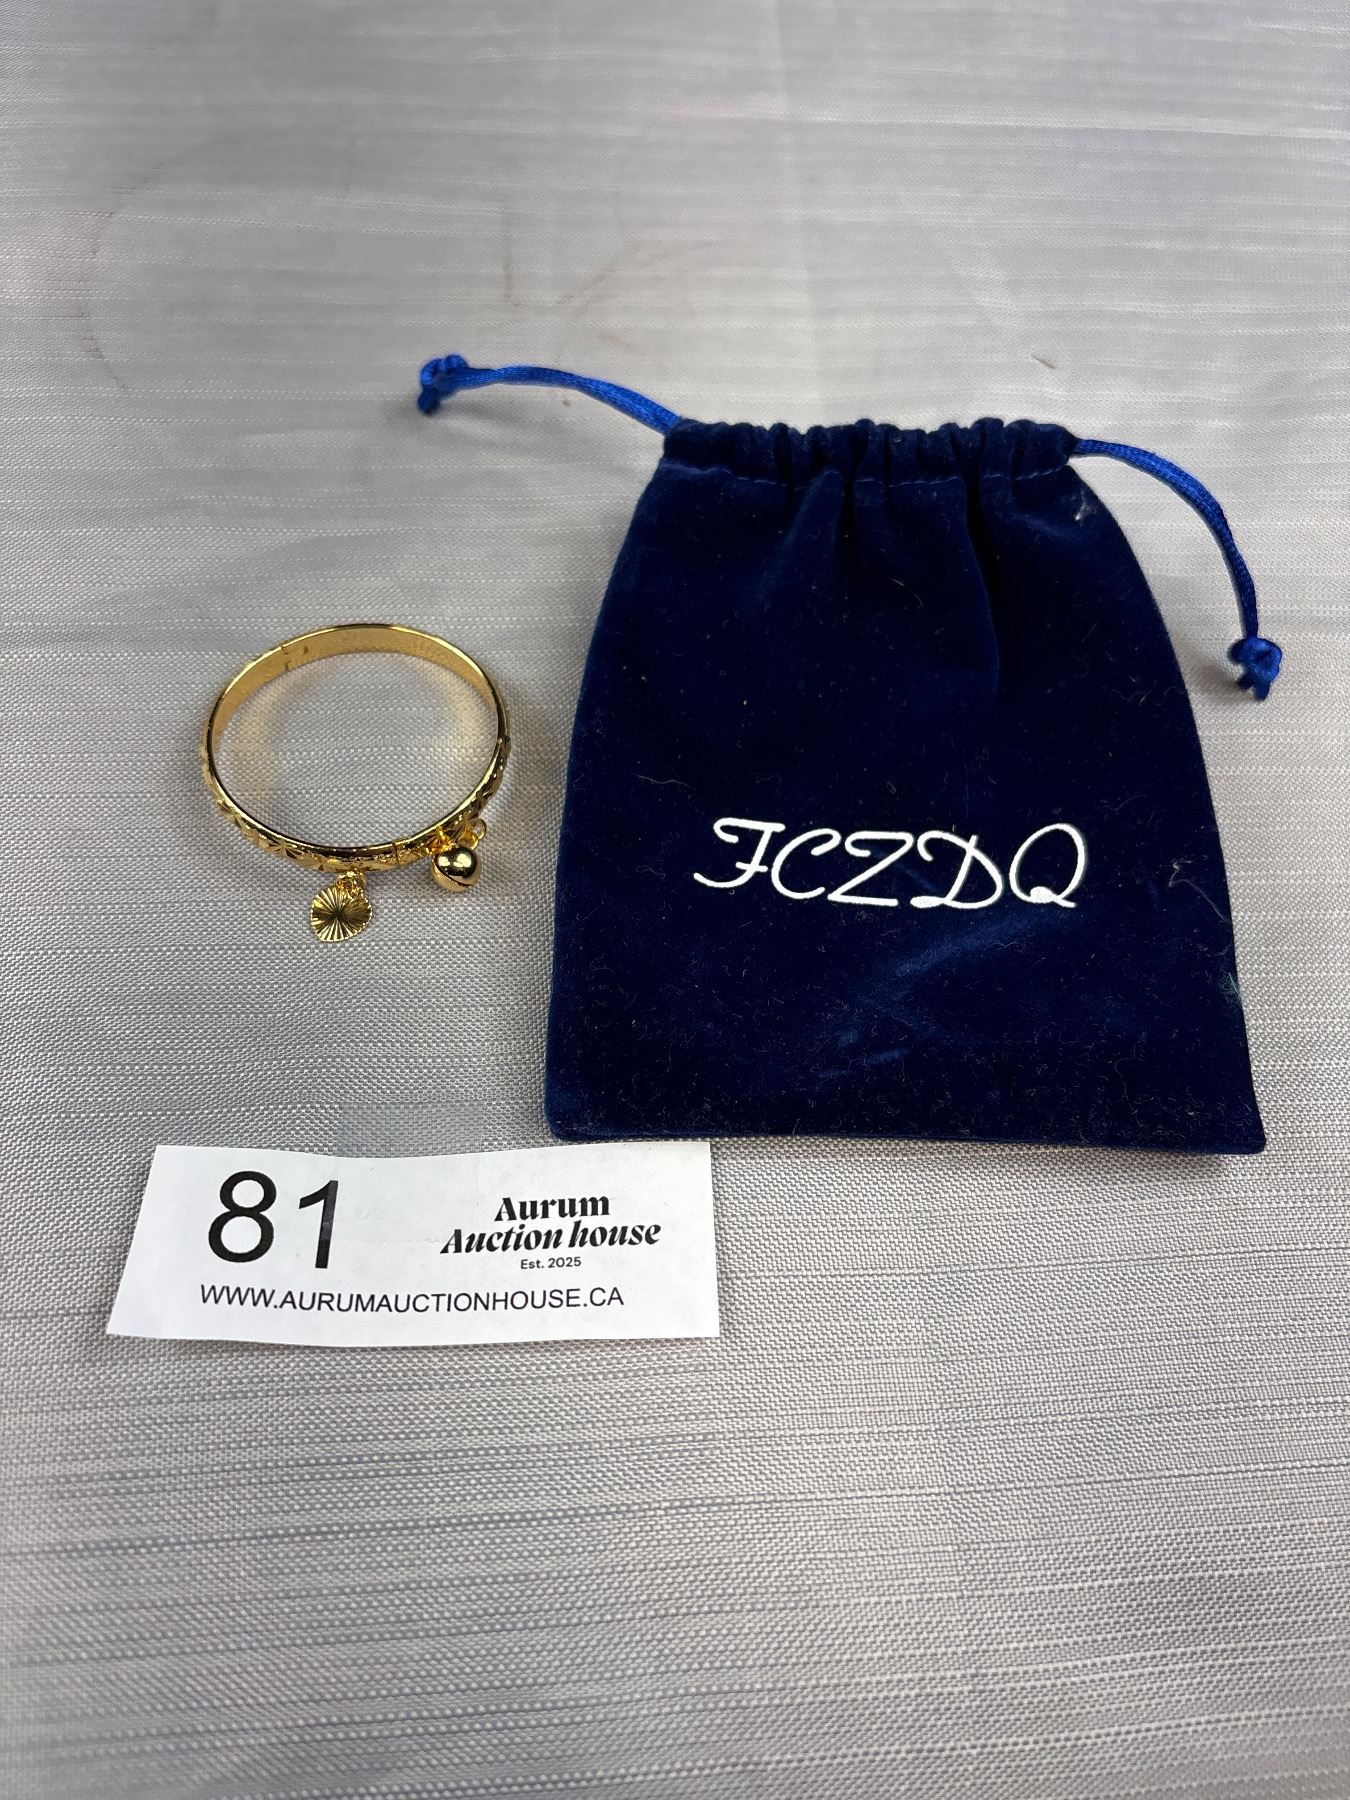 FCZDQ
81
Aurum
Auction house
Est. 2025
WWW.AURUMAUCTIONHOUSE.CA